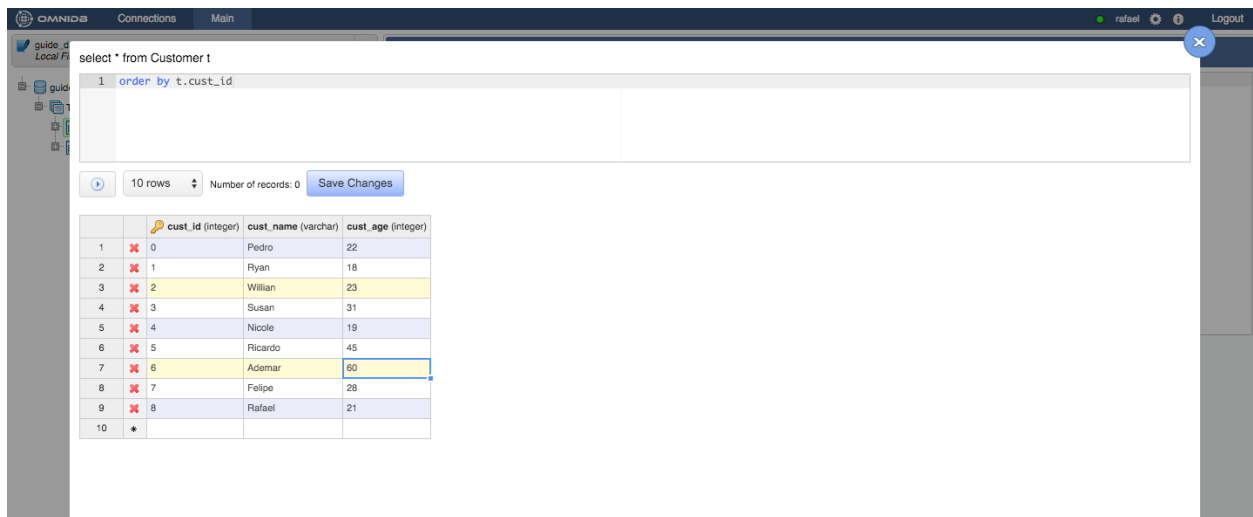 OMNIDB Connections Main rafael Logout
guide_d
Local Fi
select * from Customer t
1 order by t.cust_id
guid
T
10 rows Number of records: 0 Save Changes
cust_id (integer) cust_name (varchar) cust_age (integer)
1 0 Pedro 22
2 1 Ryan 18
3 2 Willian 23
4 3 Susan 31
5 4 Nicole 19
6 5 Ricardo 45
7 6 Ademar 60
8 7 Felipe 28
9 8 Rafael 21
10 *